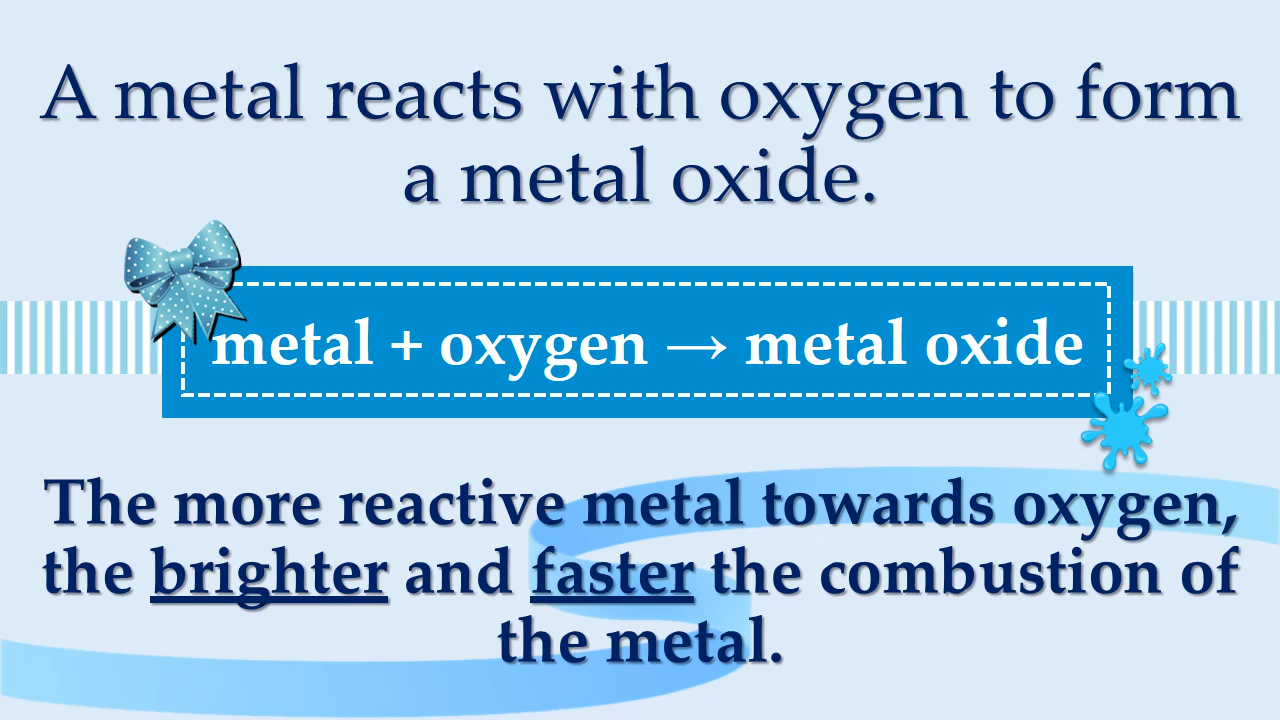 A metal reacts with oxygen to form
a metal oxide.
metal + oxygen → metal oxide
The more reactive metal towards oxygen,
the brighter and faster the combustion of
the metal.